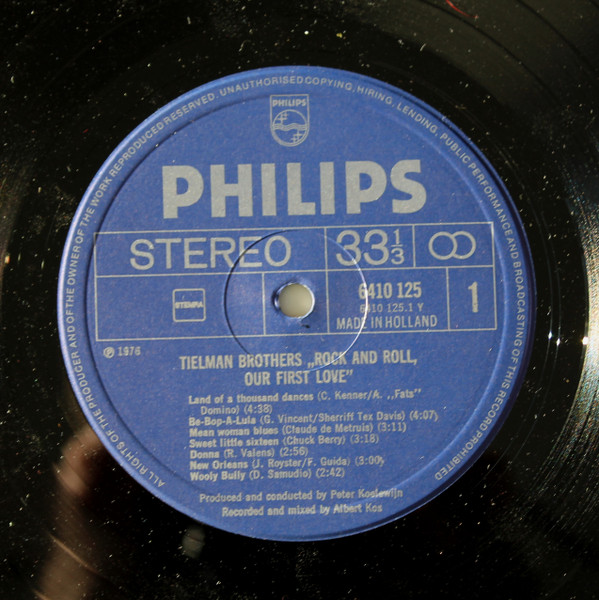 ALL RIGHTS OF THE PRODUCER AND OF THE OWNER OF THE WORK REPRODUCED RESERVED. UNAUTHORISED COPYING, HIRING, LENDING, PUBLIC PERFORMANCE AND BROADCASTING OF THIS RECORD PROHIBITED
PHILIPS
PHILIPS
STEREO 33 1/3
STEMRA
6410 125
6410 125.1 Y
MADE IN HOLLAND
1
℗ 1976
TIELMAN BROTHERS „ROCK AND ROLL,
OUR FIRST LOVE”
Land of a thousand dances (C. Kenner/A. „Fats”
Domino) (4:38)
Be-Bop-A-Lula (G. Vincent/Sherriff Tex Davis) (4:07)
Mean woman blues (Claude de Metruis) (3:11)
Sweet little sixteen (Chuck Berry) (3:18)
Donna (R. Valens) (2:56)
New Orleans (J. Royster/F. Guida) (3:00)
Wooly Bully (D. Samudio) (2:42)
Produced and conducted by Peter Koelewijn
Recorded and mixed by Albert Kos